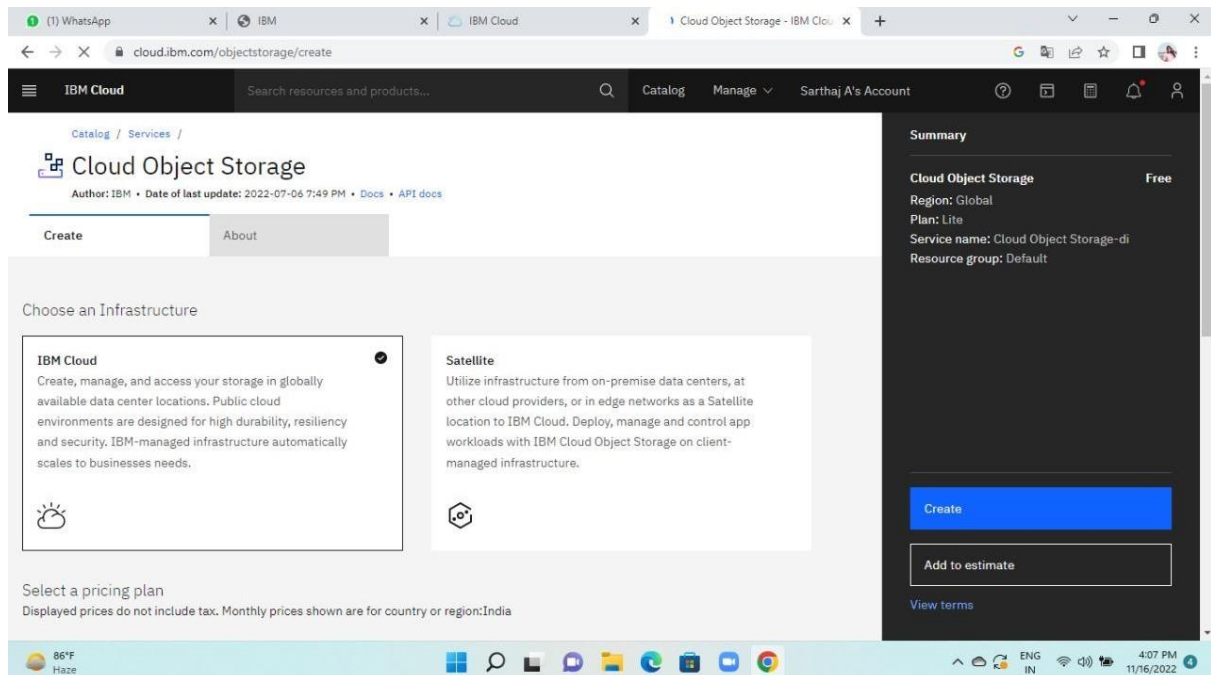 (1) WhatsApp
IBM
IBM Cloud
Cloud Object Storage - IBM Clou
cloud.ibm.com/objectstorage/create
IBM Cloud
Search resources and products...
Catalog
Manage
Sarthaj A's Account
Catalog / Services /
Cloud Object Storage
Author: IBM • Date of last update: 2022-07-06 7:49 PM • Docs • API docs
Create
About
Choose an Infrastructure
IBM Cloud
Create, manage, and access your storage in globally
available data center locations. Public cloud
environments are designed for high durability, resiliency
and security. IBM-managed infrastructure automatically
scales to businesses needs.
Satellite
Utilize infrastructure from on-premise data centers, at
other cloud providers, or in edge networks as a Satellite
location to IBM Cloud. Deploy, manage and control app
workloads with IBM Cloud Object Storage on client-
managed infrastructure.
Select a pricing plan
Displayed prices do not include tax. Monthly prices shown are for country or region:India
Summary
Cloud Object Storage Free
Region: Global
Plan: Lite
Service name: Cloud Object Storage-di
Resource group: Default
Create
Add to estimate
View terms
86°F
Haze
ENG
IN
4:07 PM
11/16/2022
4